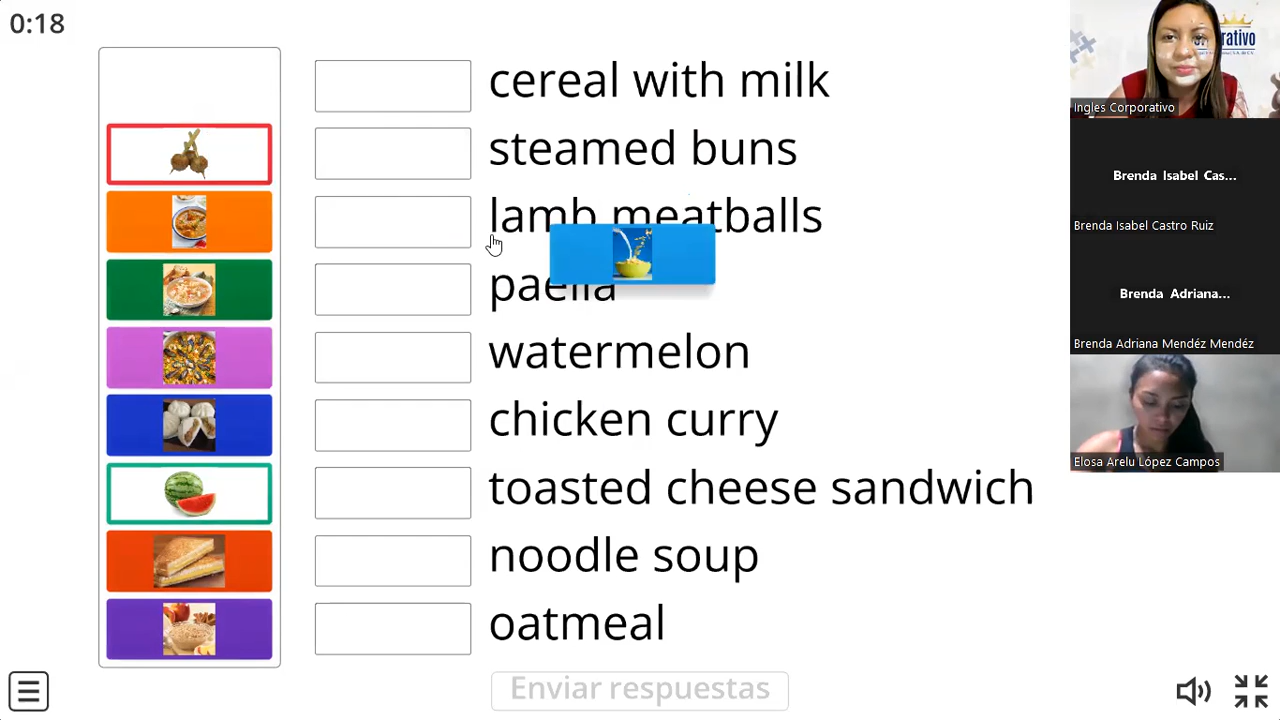 0:18
cereal with milk
steamed buns
lamb meatballs
paella
watermelon
chicken curry
toasted cheese sandwich
noodle soup
oatmeal
Enviar respuestas
Ingles Corporativo
Brenda Isabel Cas...
Brenda Isabel Castro Ruiz
Brenda Adriana...
Brenda Adriana Mendéz Mendéz
Elosa Arelu López Campos